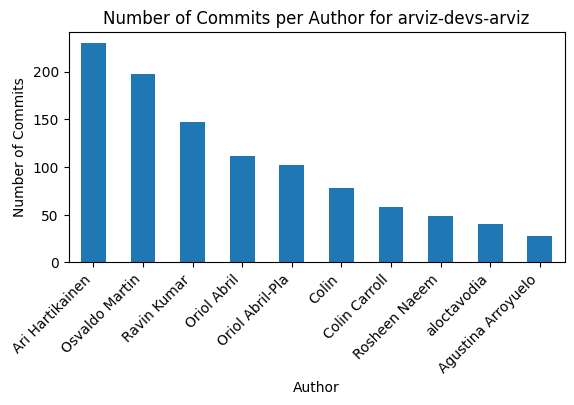 Number of Commits per Author for arviz-devs-arviz
Number of Commits
200
150
100
50
0
Ari Hartikainen
Osvaldo Martin
Ravin Kumar
Oriol Abril
Oriol Abril-Pla
Colin
Colin Carroll
Rosheen Naeem
aloctavodia
Agustina Arroyuelo
Author